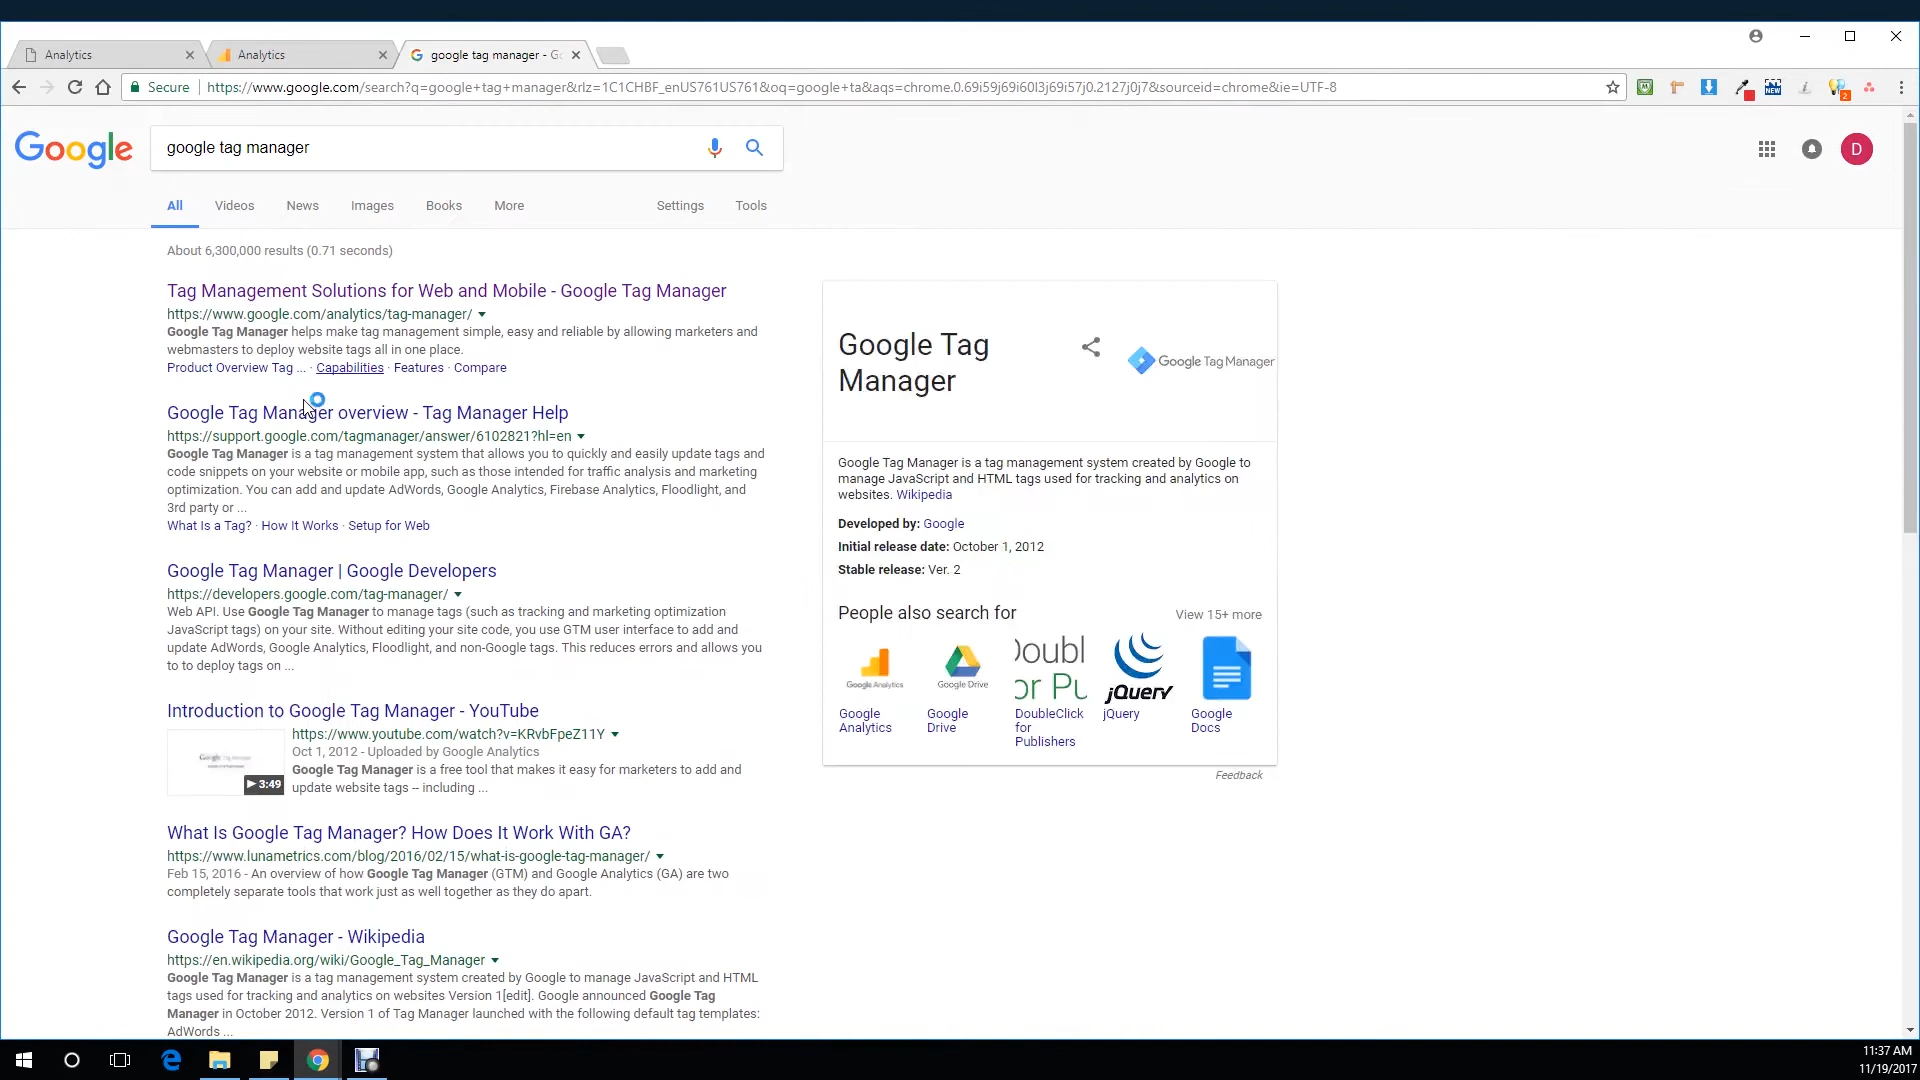 Analytics
Analytics
google tag manager - Go
Secure
https://www.google.com/search?q=google+tag+manager&rlz=1C1CHBF_enUS761US761&oq=google+ta&aqs=chrome.0.69i59j69i60l3j69i57j0.2127j0j7&sourceid=chrome&ie=UTF-8
NEW
2
Google
google tag manager
D
All
Videos
News
Images
Books
More
Settings
Tools
About 6,300,000 results (0.71 seconds)
Tag Management Solutions for Web and Mobile - Google Tag Manager
https://www.google.com/analytics/tag-manager/
Google Tag Manager helps make tag management simple, easy and reliable by allowing marketers and
webmasters to deploy website tags all in one place.
Product Overview Tag ... · Capabilities · Features · Compare
Google Tag Manager overview - Tag Manager Help
https://support.google.com/tagmanager/answer/6102821?hl=en
Google Tag Manager is a tag management system that allows you to quickly and easily update tags and
code snippets on your website or mobile app, such as those intended for traffic analysis and marketing
optimization. You can add and update AdWords, Google Analytics, Firebase Analytics, Floodlight, and
3rd party or ...
What Is a Tag? · How It Works · Setup for Web
Google Tag Manager | Google Developers
https://developers.google.com/tag-manager/
Web API. Use Google Tag Manager to manage tags (such as tracking and marketing optimization
JavaScript tags) on your site. Without editing your site code, you use GTM user interface to add and
update AdWords, Google Analytics, Floodlight, and non-Google tags. This reduces errors and allows you
to to deploy tags on ...
Introduction to Google Tag Manager - YouTube
https://www.youtube.com/watch?v=KRvbFpeZ11Y
Oct 1, 2012 - Uploaded by Google Analytics
Google Tag Manager is a free tool that makes it easy for marketers to add and
update website tags – including ...
3:49
What Is Google Tag Manager? How Does It Work With GA?
https://www.lunametrics.com/blog/2016/02/15/what-is-google-tag-manager/
Feb 15, 2016 - An overview of how Google Tag Manager (GTM) and Google Analytics (GA) are two
completely separate tools that work just as well together as they do apart.
Google Tag Manager - Wikipedia
https://en.wikipedia.org/wiki/Google_Tag_Manager
Google Tag Manager is a tag management system created by Google to manage JavaScript and HTML
tags used for tracking and analytics on websites Version 1[edit]. Google announced Google Tag
Manager in October 2012. Version 1 of Tag Manager launched with the following default tag templates:
AdWords ...
Google Tag
Manager
Google Tag Manager
Google Tag Manager is a tag management system created by Google to
manage JavaScript and HTML tags used for tracking and analytics on
websites. Wikipedia
Developed by: Google
Initial release date: October 1, 2012
Stable release: Ver. 2
People also search for
View 15+ more
Google Analytics
Google Drive
Doubl
or Pu
jQuery
Google
Analytics
Google
Drive
DoubleClick
for
Publishers
jQuery
Google
Docs
Feedback
11:37 AM
11/19/2017